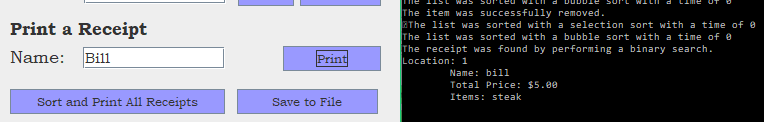 Print a Receipt
Name: Bill
Print
Sort and Print All Receipts Save to File
The list was sorted with a bubble sort with a time of 0
The item was successfully removed.
The list was sorted with a selection sort with a time of 0
The list was sorted with a bubble sort with a time of 0
The receipt was found by performing a binary search.
Location: 1
Name: bill
Total Price: $5.00
Items: steak